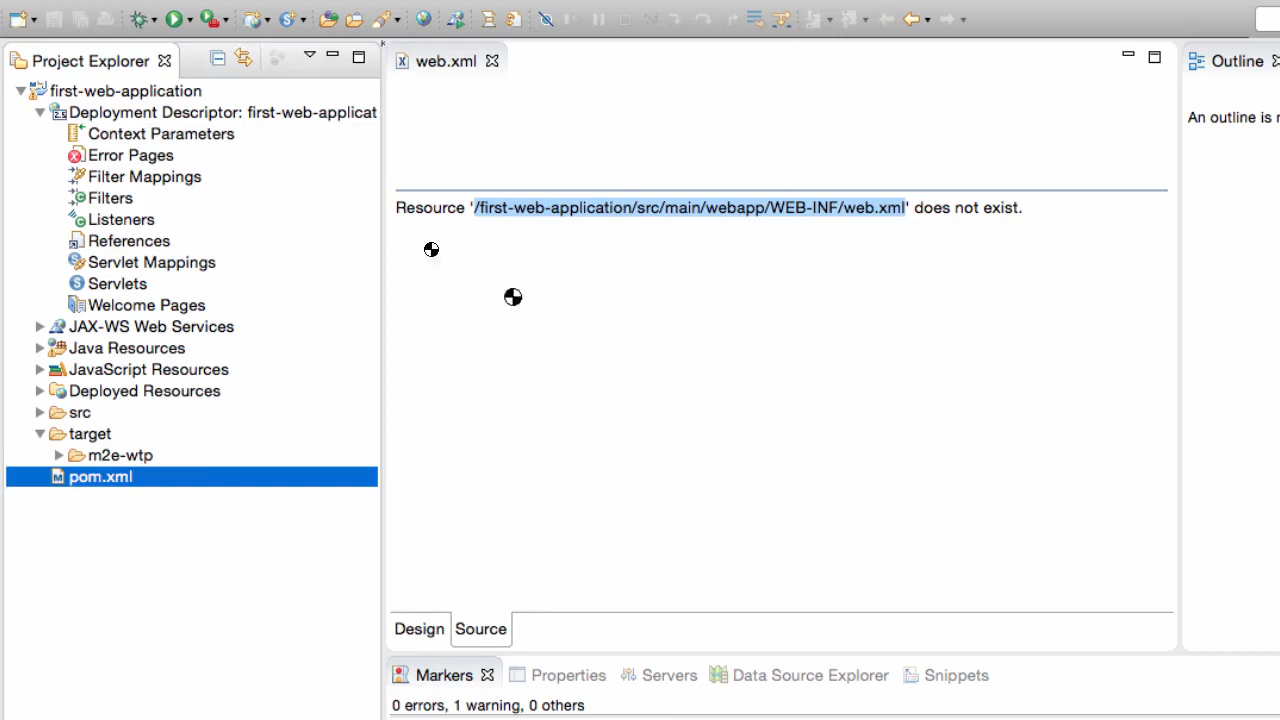 Project Explorer
first-web-application
Deployment Descriptor: first-web-applicat
Context Parameters
Error Pages
Filter Mappings
Filters
Listeners
References
Servlet Mappings
Servlets
Welcome Pages
JAX-WS Web Services
Java Resources
JavaScript Resources
Deployed Resources
src
target
m2e-wtp
pom.xml
web.xml
Resource '/first-web-application/src/main/webapp/WEB-INF/web.xml' does not exist.
Design Source
Markers Properties Servers Data Source Explorer Snippets
0 errors, 1 warning, 0 others
Outline
An outline is